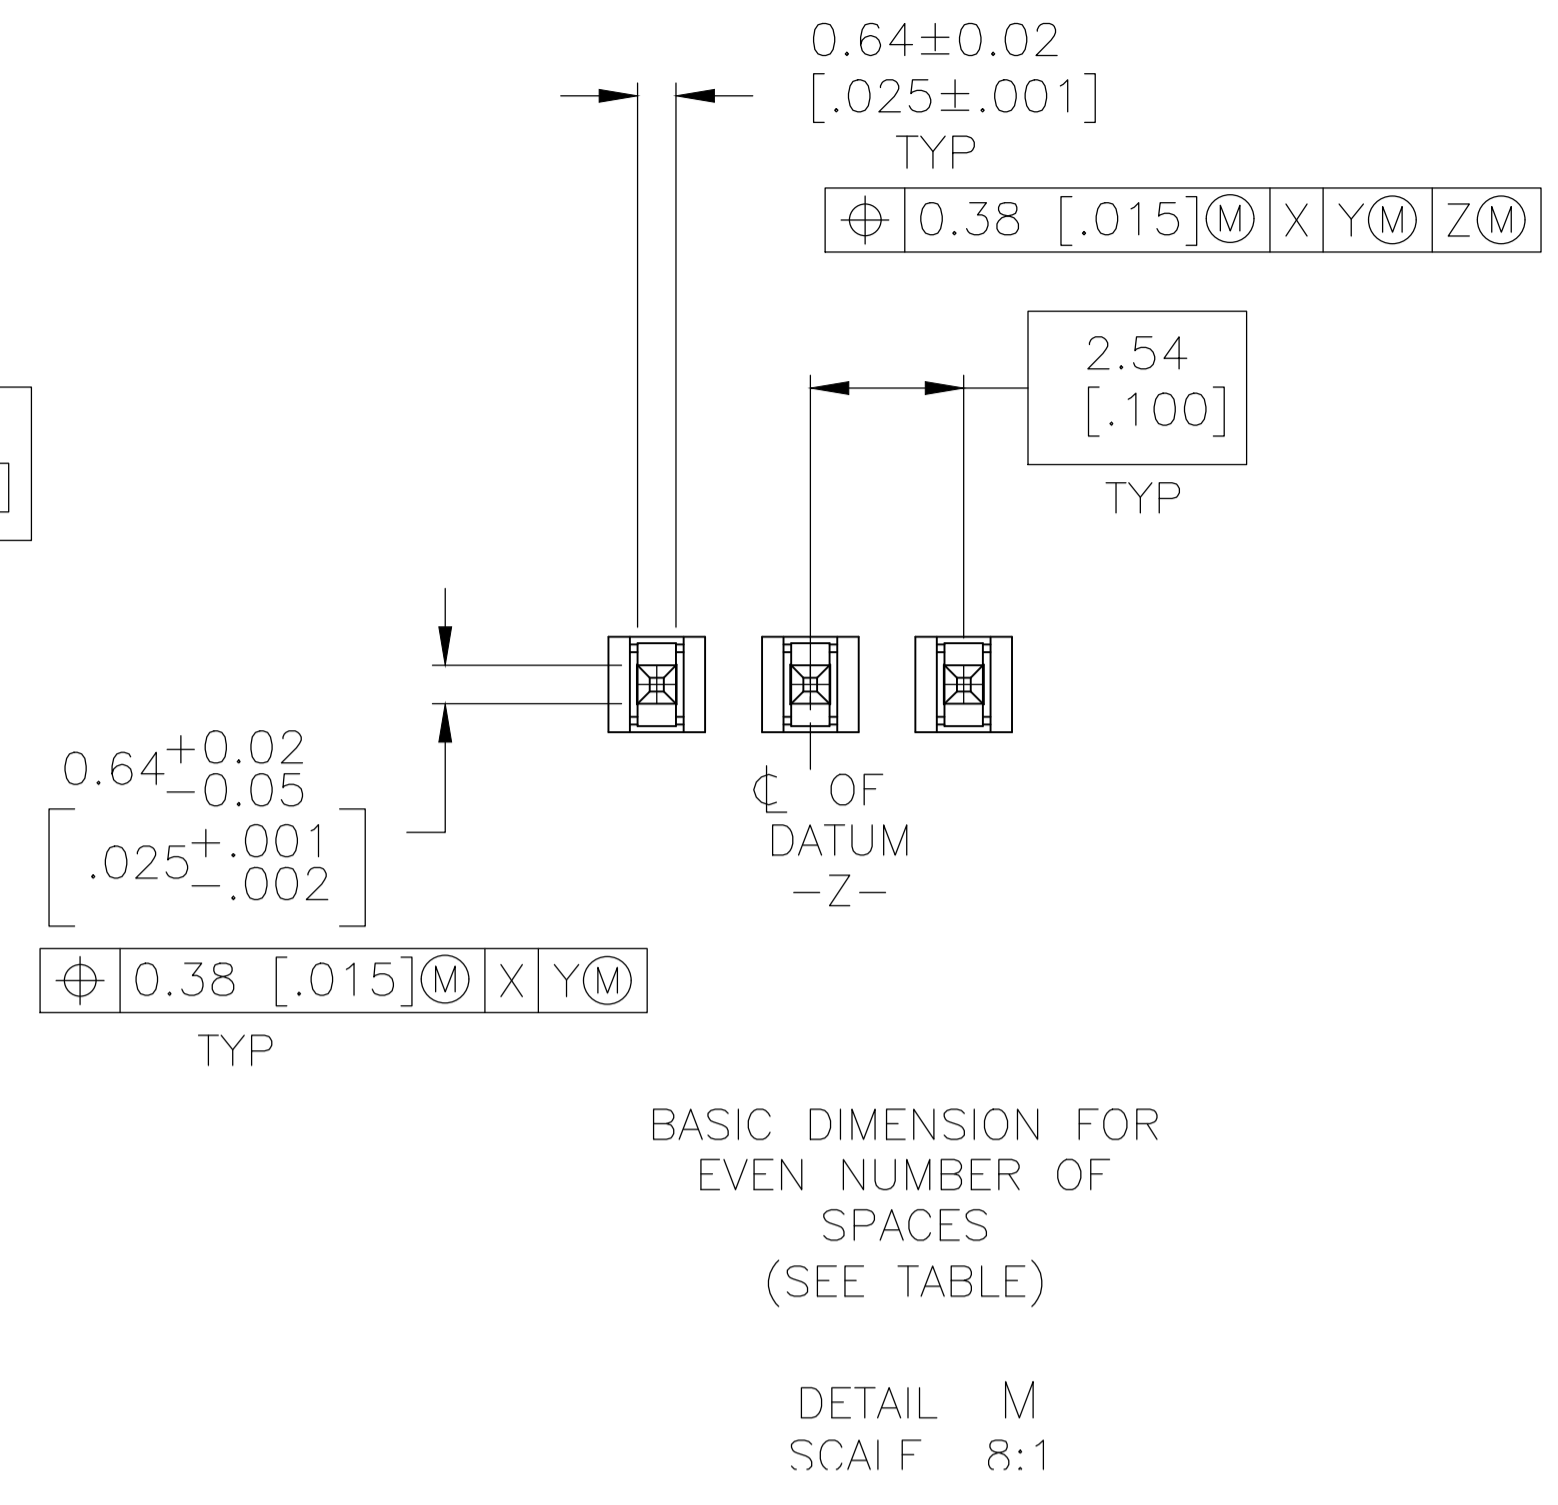 0.64±0.02
[.025±.001]
TYP
⌖ 0.38 [.015]Ⓜ X YⓂ ZⓂ
2.54
[.100]
TYP
0.64 +0.02
−0.05
[.025 +.001
−.002]
⌖ 0.38 [.015]Ⓜ X YⓂ
TYP
℄ OF
DATUM
−Z−
BASIC DIMENSION FOR
EVEN NUMBER OF
SPACES
(SEE TABLE)
DETAIL M
SCALE 8:1